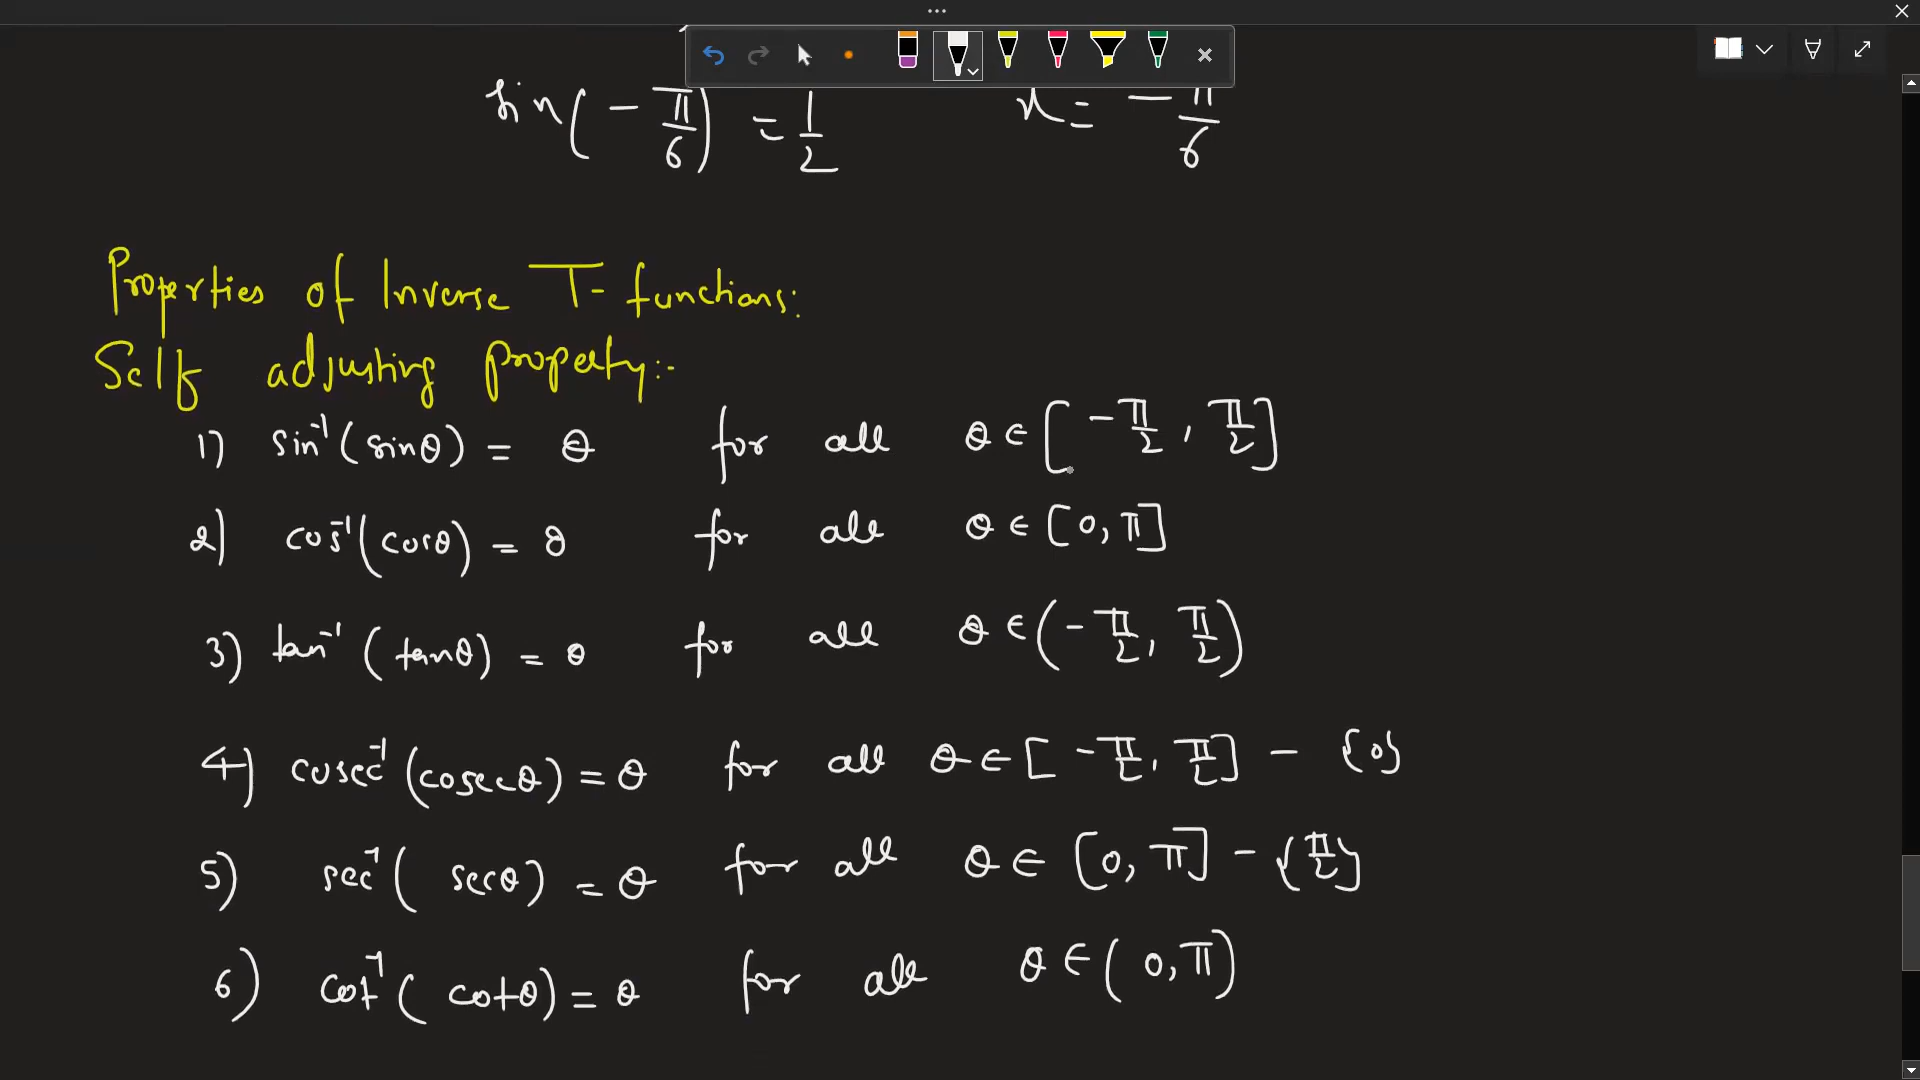 sin(-π/6) = 1/2 x = -π/6
Properties of Inverse T- functions:
Self adjusting property:-
1) sin⁻¹(sinθ) = θ for all θ ∈ [-π/2, π/2]
2) cos⁻¹(cosθ) = θ for all θ ∈ [0, π]
3) tan⁻¹(tanθ) = θ for all θ ∈ (-π/2, π/2)
4) cosec⁻¹(cosecθ) = θ for all θ ∈ [-π/2, π/2] - {0}
5) sec⁻¹(secθ) = θ for all θ ∈ [0, π] - {π/2}
6) cot⁻¹(cotθ) = θ for all θ ∈ (0, π)